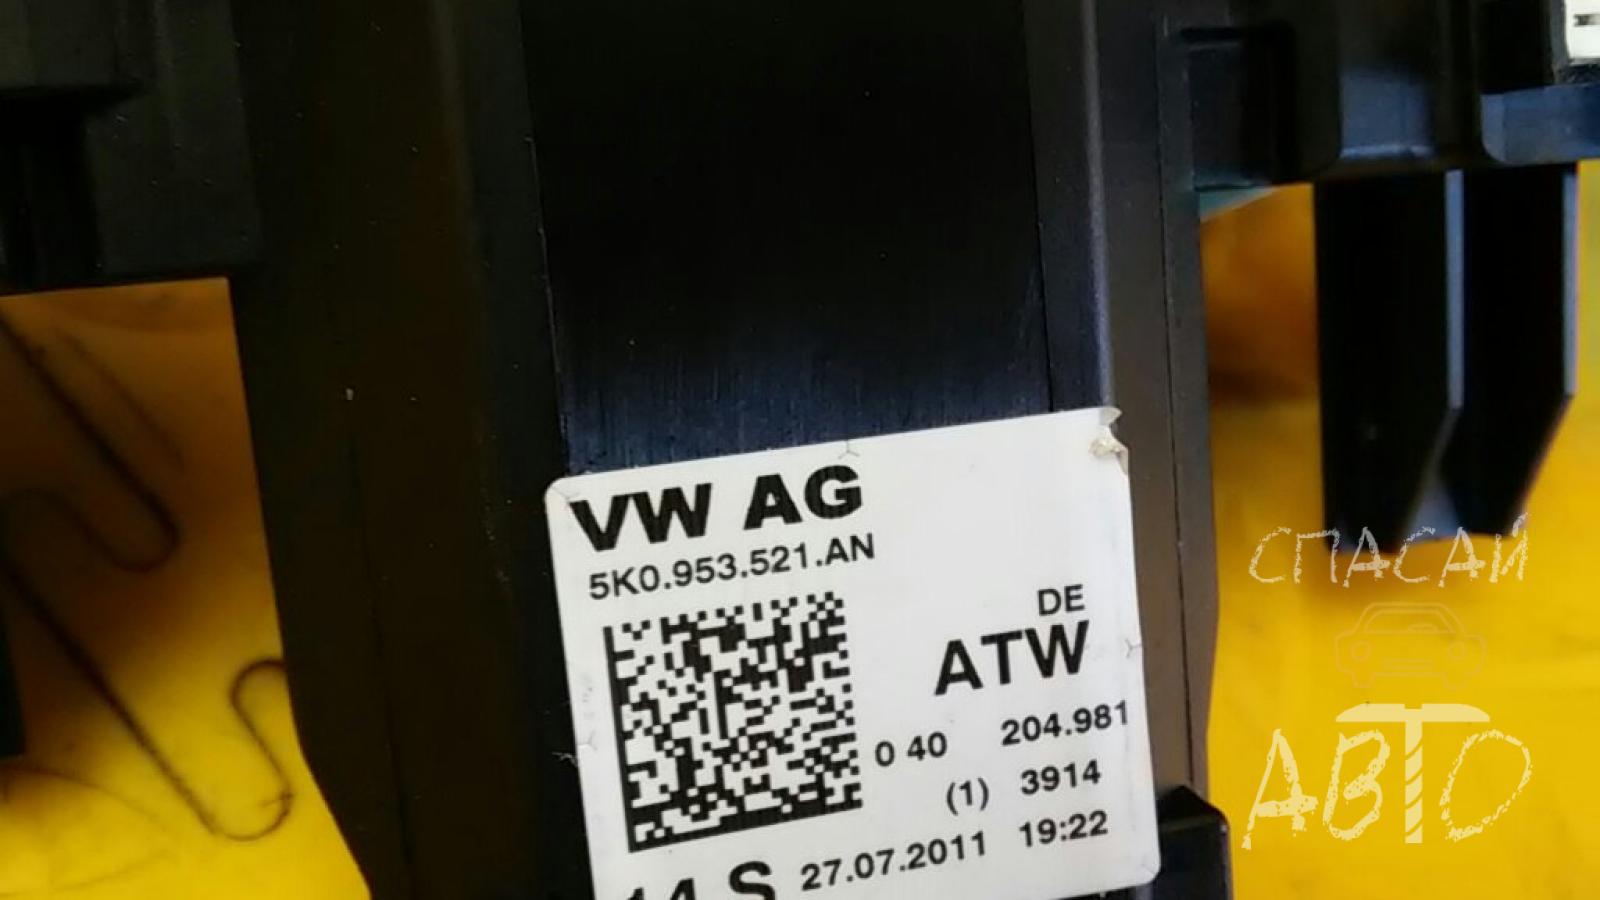 VW AG
5K0.953.521.AN
DE
ATW
0 40 204.981
(1) 3914
14 S 27.07.2011 19:22
СПАСАЙ
АВТО